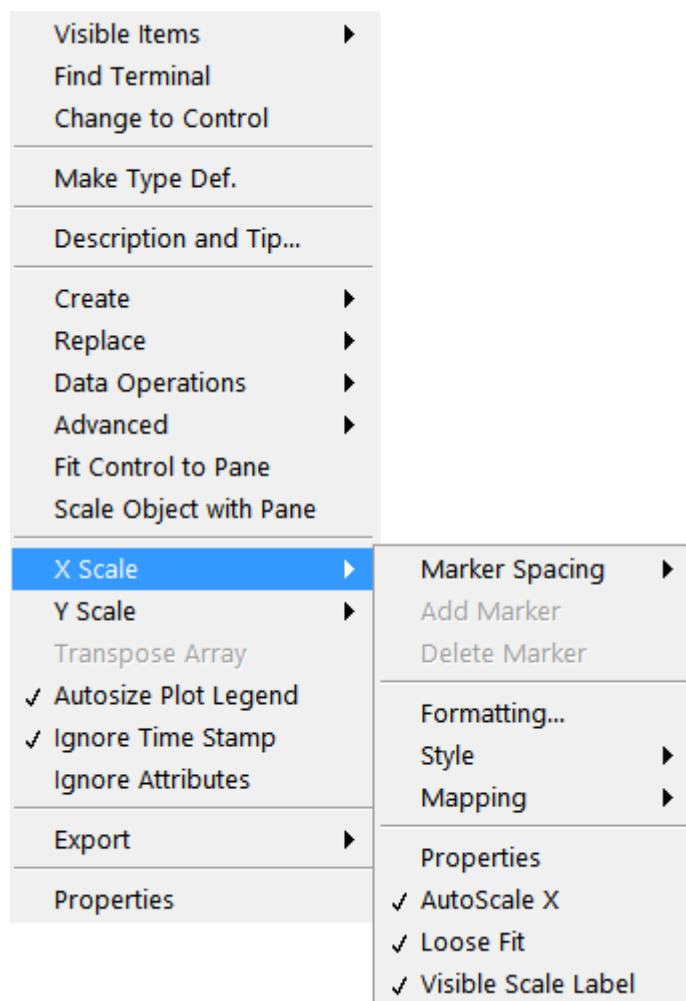 Visible Items
Find Terminal
Change to Control
Make Type Def.
Description and Tip...
Create
Replace
Data Operations
Advanced
Fit Control to Pane
Scale Object with Pane
X Scale
Y Scale
Transpose Array
Autosize Plot Legend
Ignore Time Stamp
Ignore Attributes
Export
Properties
Marker Spacing
Add Marker
Delete Marker
Formatting...
Style
Mapping
Properties
AutoScale X
Loose Fit
Visible Scale Label